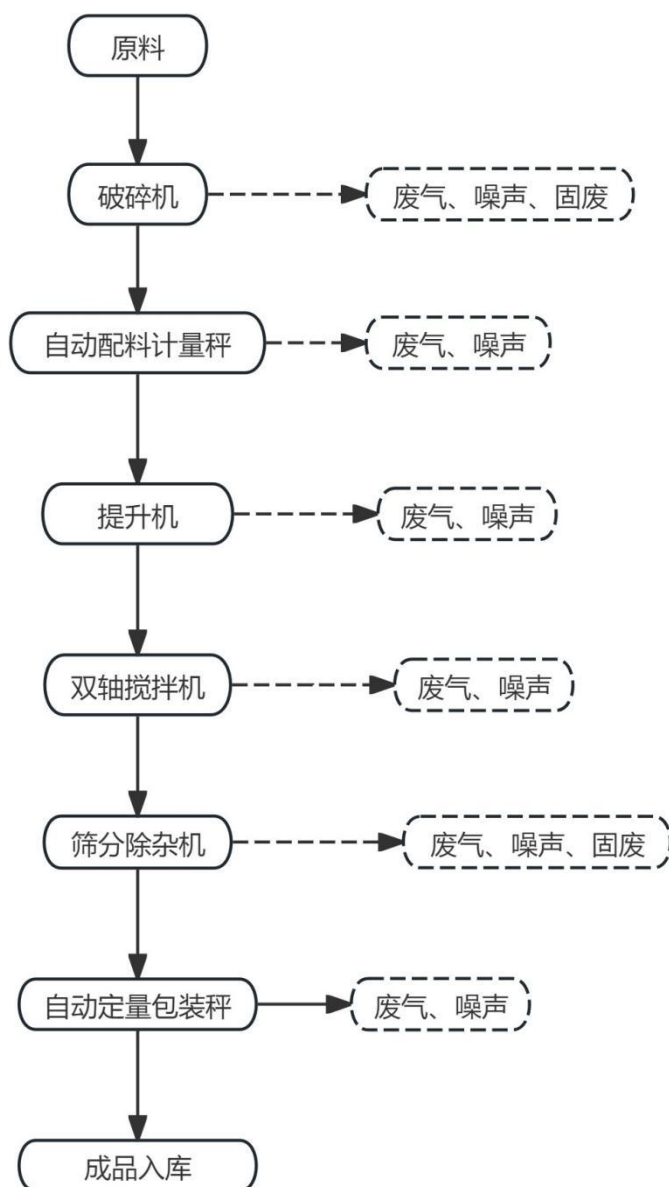 原料
破碎机
废气、噪声、固废
自动配料计量秤
废气、噪声
提升机
废气、噪声
双轴搅拌机
废气、噪声
筛分除杂机
废气、噪声、固废
自动定量包装秤
废气、噪声
成品入库